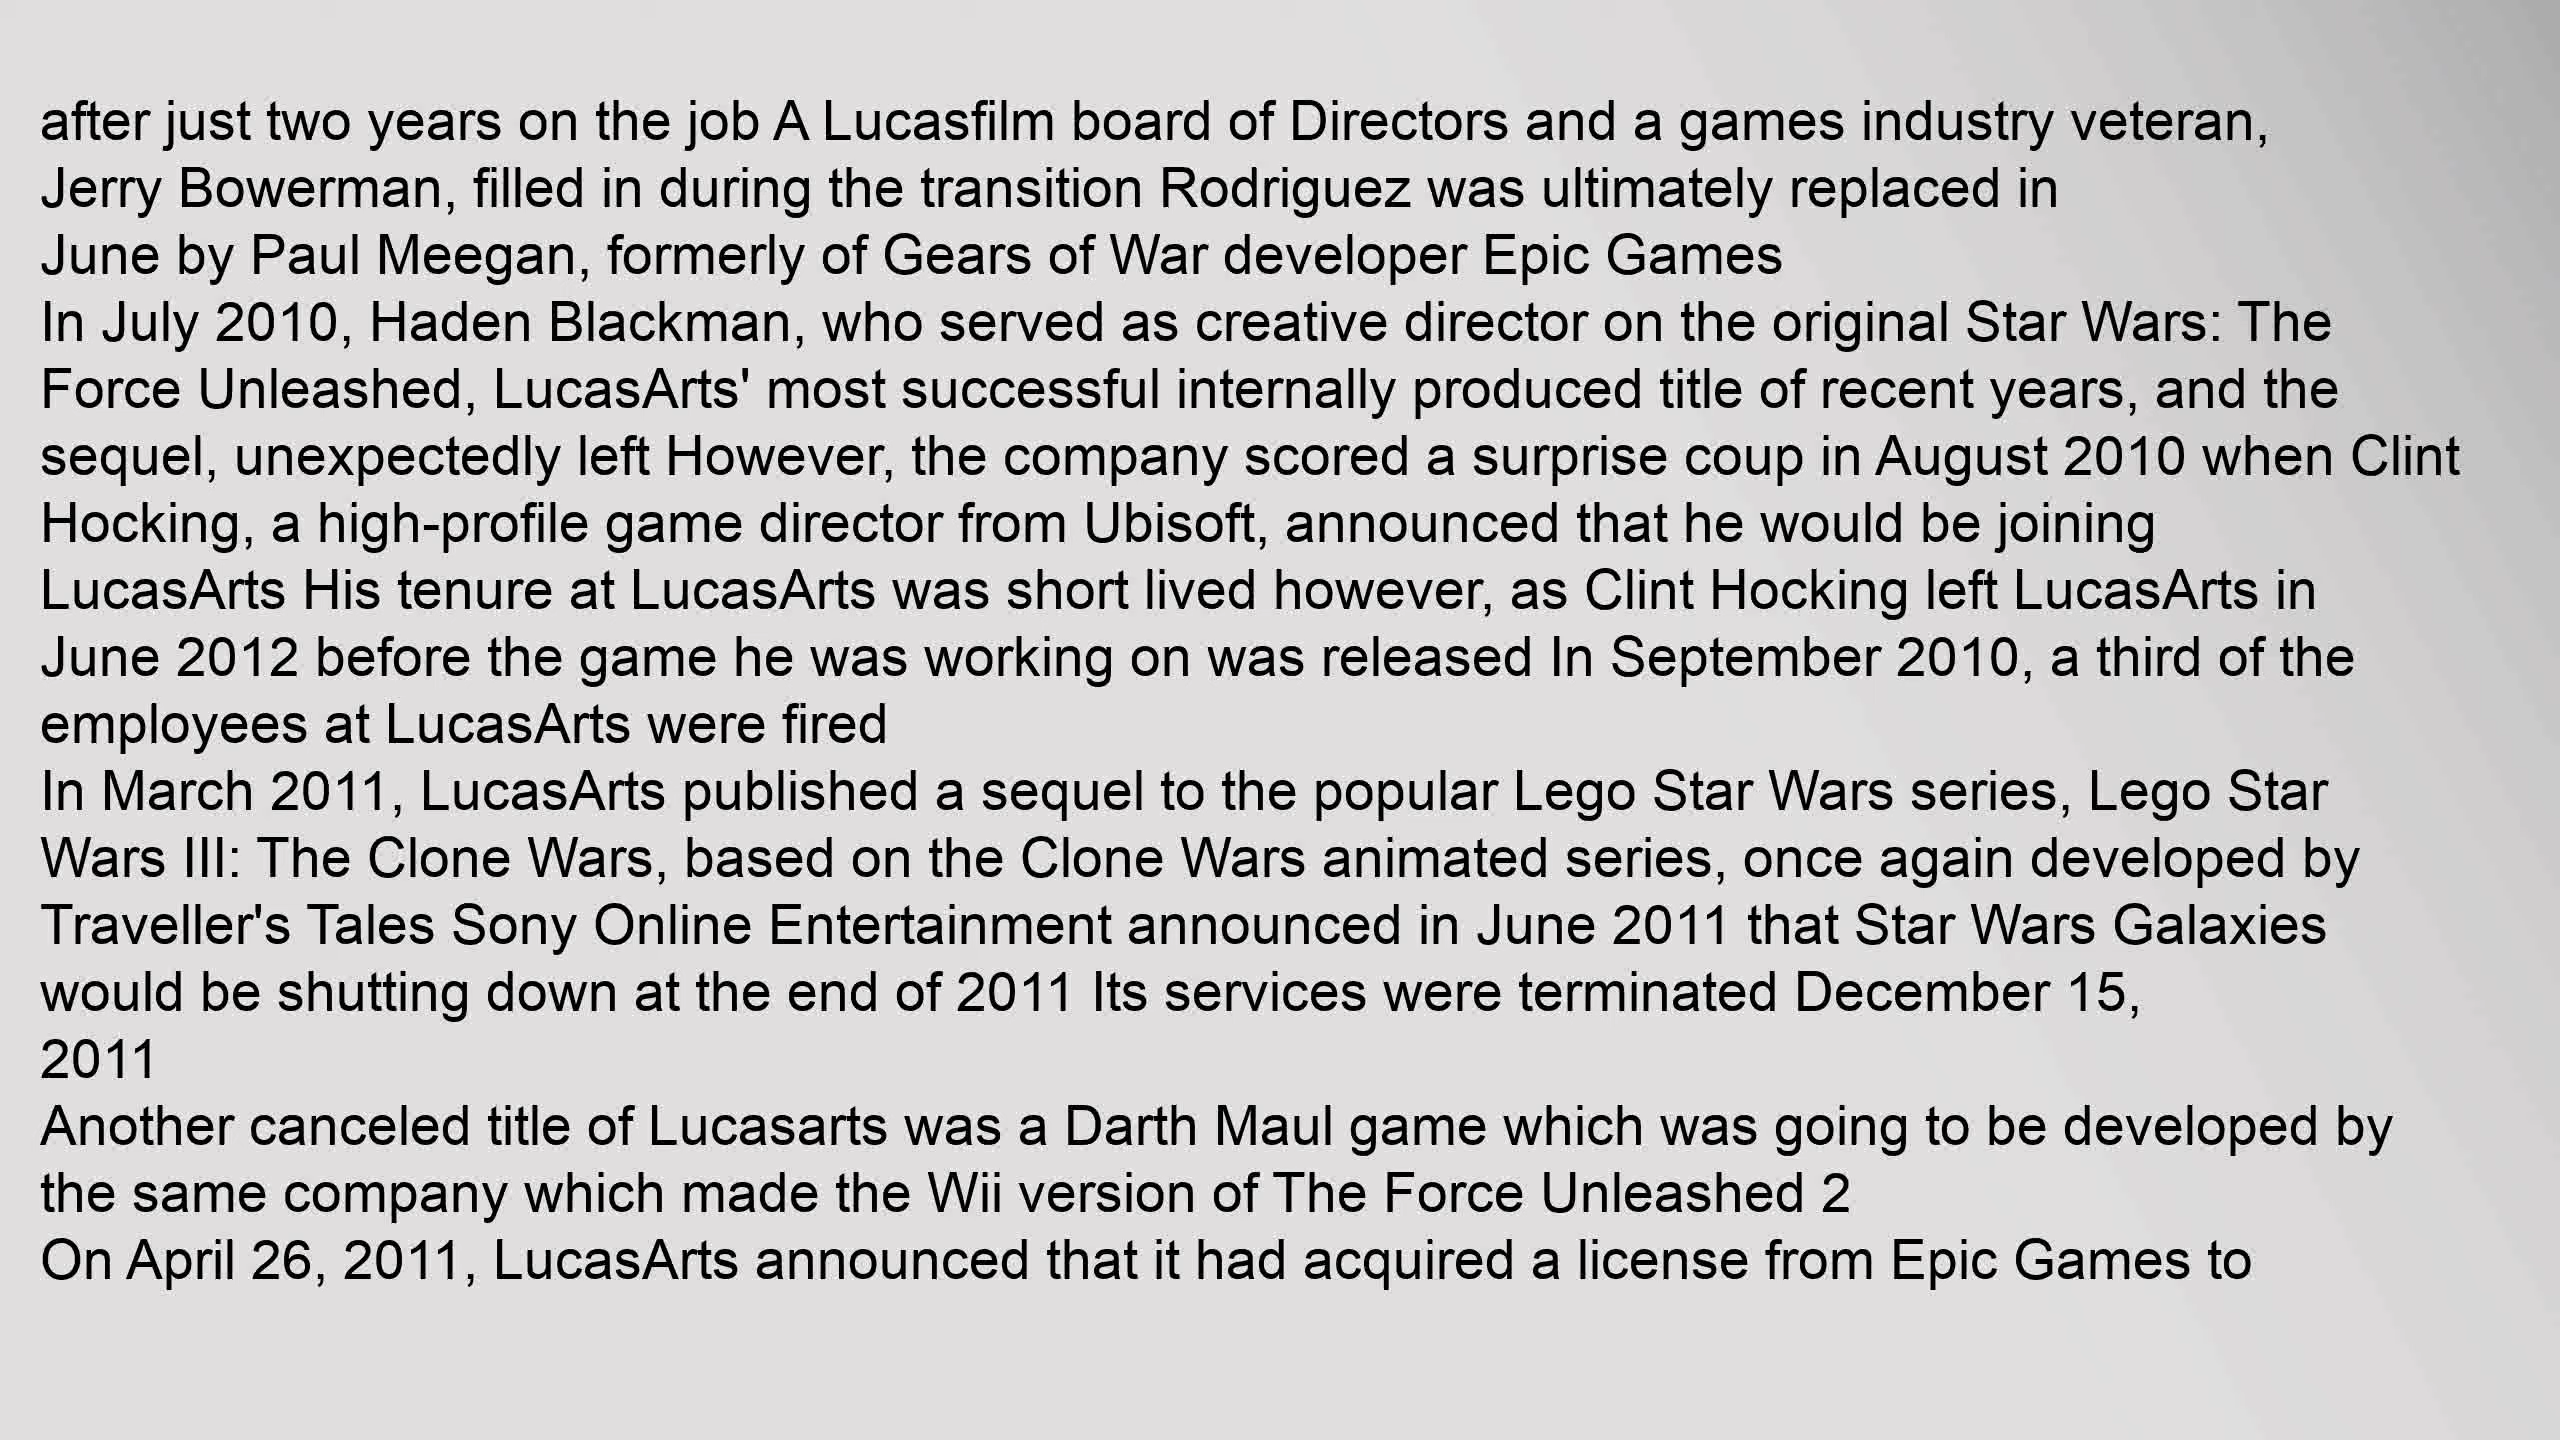 after just two years on the job A Lucasfilm board of Directors and a games industry veteran,
Jerry Bowerman, filled in during the transition Rodriguez was ultimately replaced in
June by Paul Meegan, formerly of Gears of War developer Epic Games
In July 2010, Haden Blackman, who served as creative director on the original Star Wars: The
Force Unleashed, LucasArts' most successful internally produced title of recent years, and the
sequel, unexpectedly left However, the company scored a surprise coup in August 2010 when Clint
Hocking, a high-profile game director from Ubisoft, announced that he would be joining
LucasArts His tenure at LucasArts was short lived however, as Clint Hocking left LucasArts in
June 2012 before the game he was working on was released In September 2010, a third of the
employees at LucasArts were fired
In March 2011, LucasArts published a sequel to the popular Lego Star Wars series, Lego Star
Wars III: The Clone Wars, based on the Clone Wars animated series, once again developed by
Traveller's Tales Sony Online Entertainment announced in June 2011 that Star Wars Galaxies
would be shutting down at the end of 2011 Its services were terminated December 15,
2011
Another canceled title of Lucasarts was a Darth Maul game which was going to be developed by
the same company which made the Wii version of The Force Unleashed 2
On April 26, 2011, LucasArts announced that it had acquired a license from Epic Games to